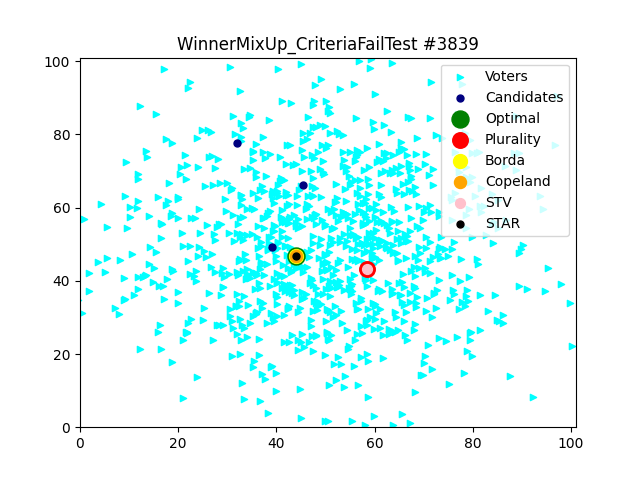 WinnerMixUp_CriteriaFailTest #3839
100
80
60
40
20
0
0
20
40
60
80
100
Voters
Candidates
Optimal
Plurality
Borda
Copeland
STV
STAR